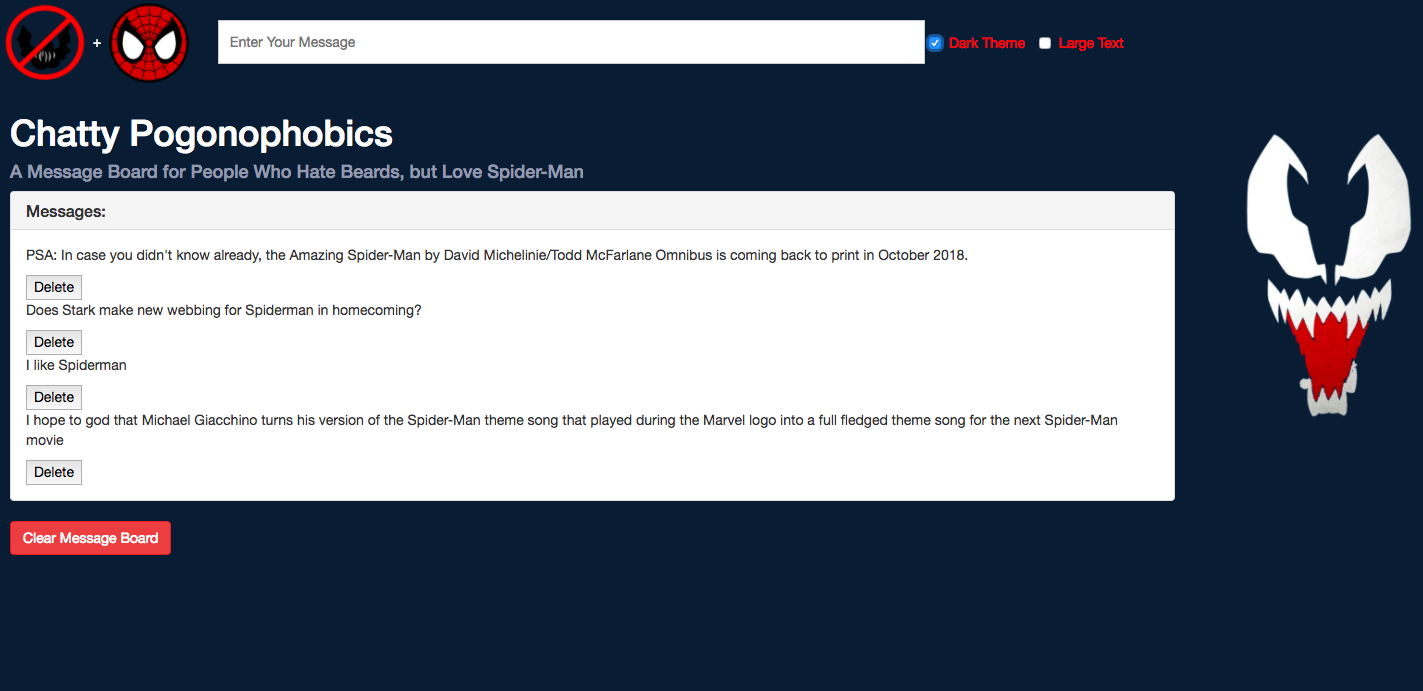 +
Enter Your Message
Dark Theme
Large Text
Chatty Pogonophobics
A Message Board for People Who Hate Beards, but Love Spider-Man
Messages:
PSA: In case you didn't know already, the Amazing Spider-Man by David Michelinie/Todd McFarlane Omnibus is coming back to print in October 2018.
Delete
Does Stark make new webbing for Spiderman in homecoming?
Delete
I like Spiderman
Delete
I hope to god that Michael Giacchino turns his version of the Spider-Man theme song that played during the Marvel logo into a full fledged theme song for the next Spider-Man
movie
Delete
Clear Message Board